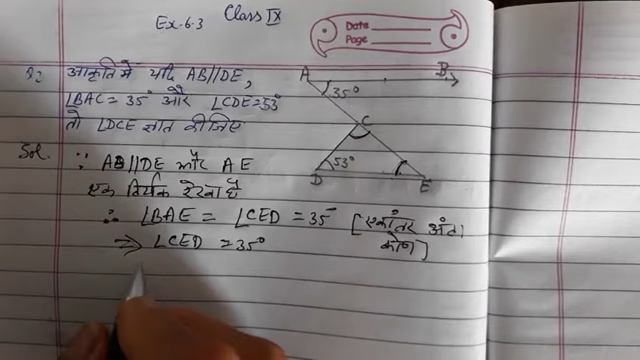 Ex-6.3 Class IX
Date
Page
Q2 आकृति में यदि AB//DE,
∠BAC = 35° और ∠CDE = 53°
तो ∠DCE ज्ञात कीजिए
A B
35°
C
53°
D E
Sol. ∵ AB//DE और AE
एक तिर्यक रेखा है
∴ ∠BAE = ∠CED = 35° [एकांतर अंतः
कोण]
⇒ ∠CED = 35°